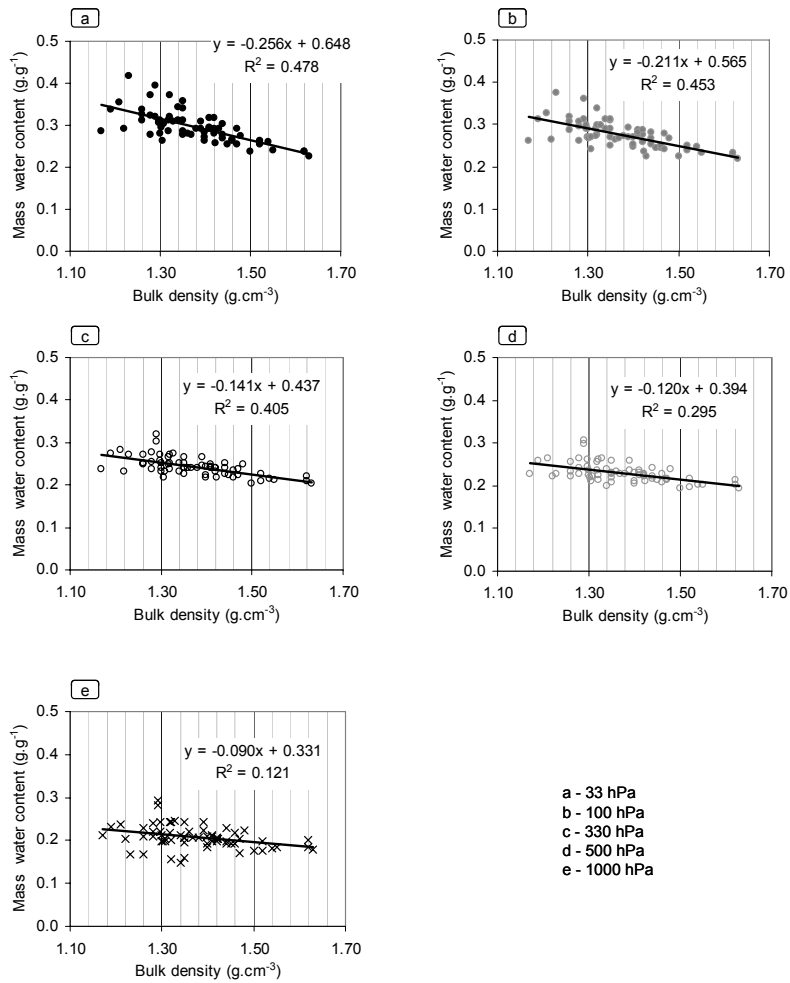 a
y = -0.256x + 0.648
R² = 0.478
0.5
0.4
0.3
0.2
0.1
0.0
Mass water content (g.g⁻¹)
1.10 1.30 1.50 1.70
Bulk density (g.cm⁻³)
b
y = -0.211x + 0.565
R² = 0.453
0.5
0.4
0.3
0.2
0.1
0.0
Mass water content (g.g⁻¹)
1.10 1.30 1.50 1.70
Bulk density (g.cm⁻³)
c
y = -0.141x + 0.437
R² = 0.405
0.5
0.4
0.3
0.2
0.1
0.0
Mass water content (g.g⁻¹)
1.10 1.30 1.50 1.70
Bulk density (g.cm⁻³)
d
y = -0.120x + 0.394
R² = 0.295
0.5
0.4
0.3
0.2
0.1
0.0
Mass water content (g.g⁻¹)
1.10 1.30 1.50 1.70
Bulk density (g.cm⁻³)
e
y = -0.090x + 0.331
R² = 0.121
0.5
0.4
0.3
0.2
0.1
0.0
Mass water content (g.g⁻¹)
1.10 1.30 1.50 1.70
Bulk density (g.cm⁻³)
a - 33 hPa
b - 100 hPa
c - 330 hPa
d - 500 hPa
e - 1000 hPa